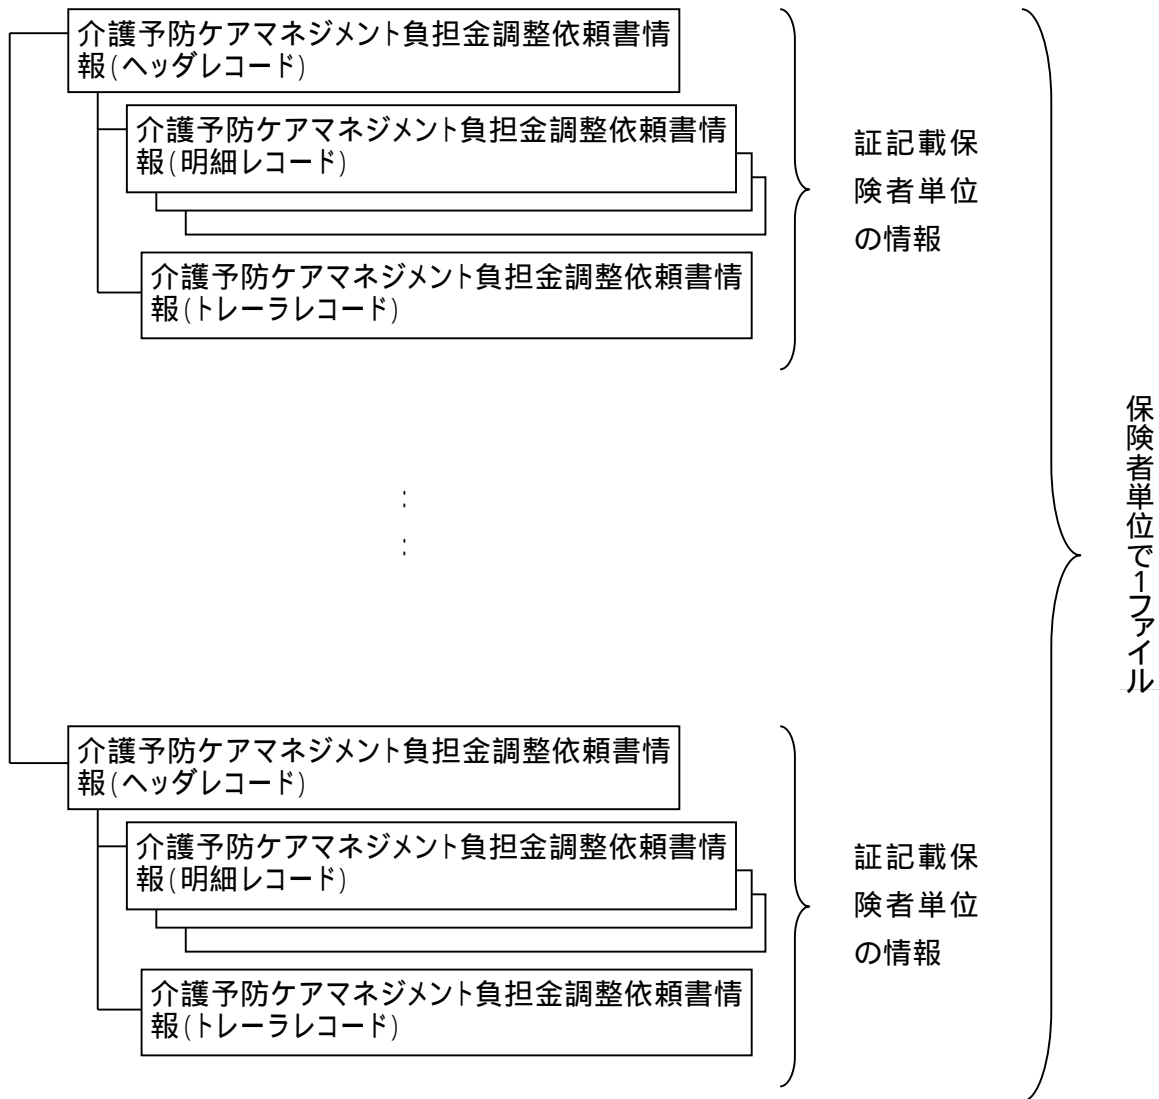 介護予防ケアマネジメント負担金調整依頼書情
報(ヘッダレコード)
介護予防ケアマネジメント負担金調整依頼書情
報(明細レコード)
介護予防ケアマネジメント負担金調整依頼書情
報(トレーラレコード)
証記載保
険者単位
の情報
介護予防ケアマネジメント負担金調整依頼書情
報(ヘッダレコード)
介護予防ケアマネジメント負担金調整依頼書情
報(明細レコード)
介護予防ケアマネジメント負担金調整依頼書情
報(トレーラレコード)
証記載保
険者単位
の情報
保険者単位で1ファイル